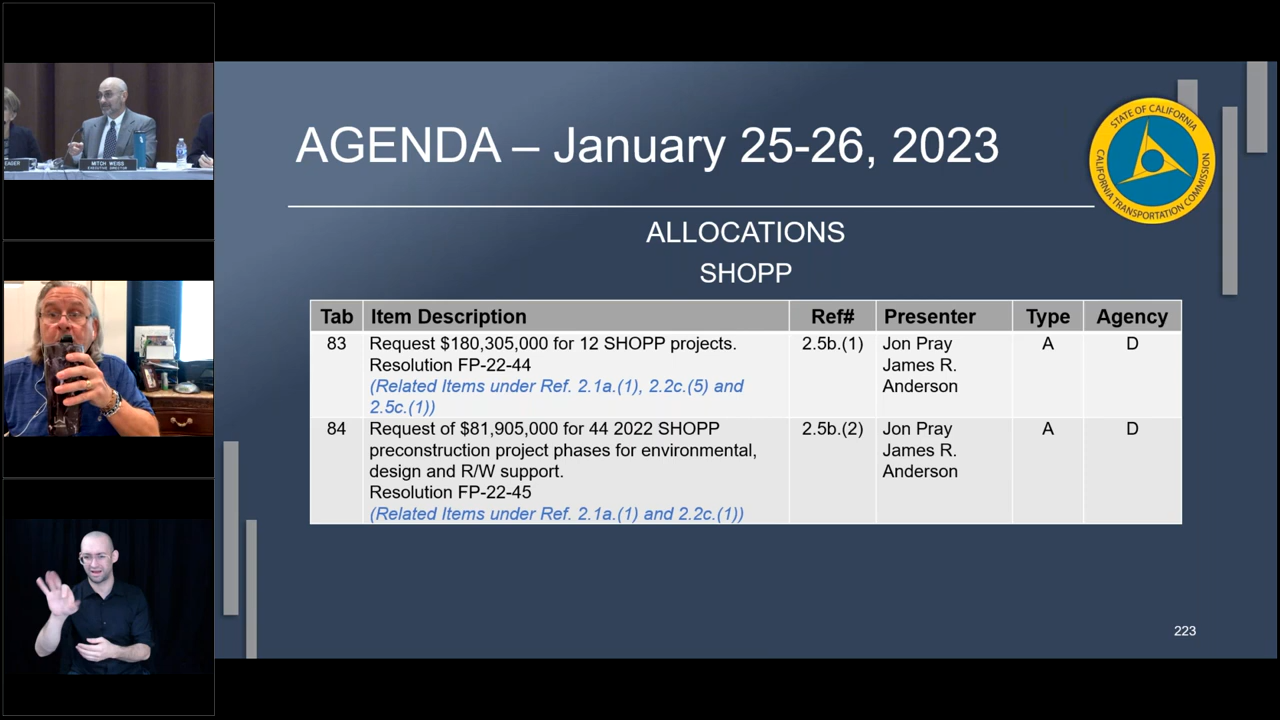 EAGER
MITCH WEISS
EXECUTIVE DIRECTOR
AGENDA – January 25-26, 2023
STATE OF CALIFORNIA
CALIFORNIA TRANSPORTATION COMMISSION
ALLOCATIONS
SHOPP
Tab Item Description Ref# Presenter Type Agency
83 Request $180,305,000 for 12 SHOPP projects. 2.5b.(1) Jon Pray A D
Resolution FP-22-44 James R.
(Related Items under Ref. 2.1a.(1), 2.2c.(5) and Anderson
2.5c.(1))
84 Request of $81,905,000 for 44 2022 SHOPP 2.5b.(2) Jon Pray A D
preconstruction project phases for environmental, James R.
design and R/W support. Anderson
Resolution FP-22-45
(Related Items under Ref. 2.1a.(1) and 2.2c.(1))
223